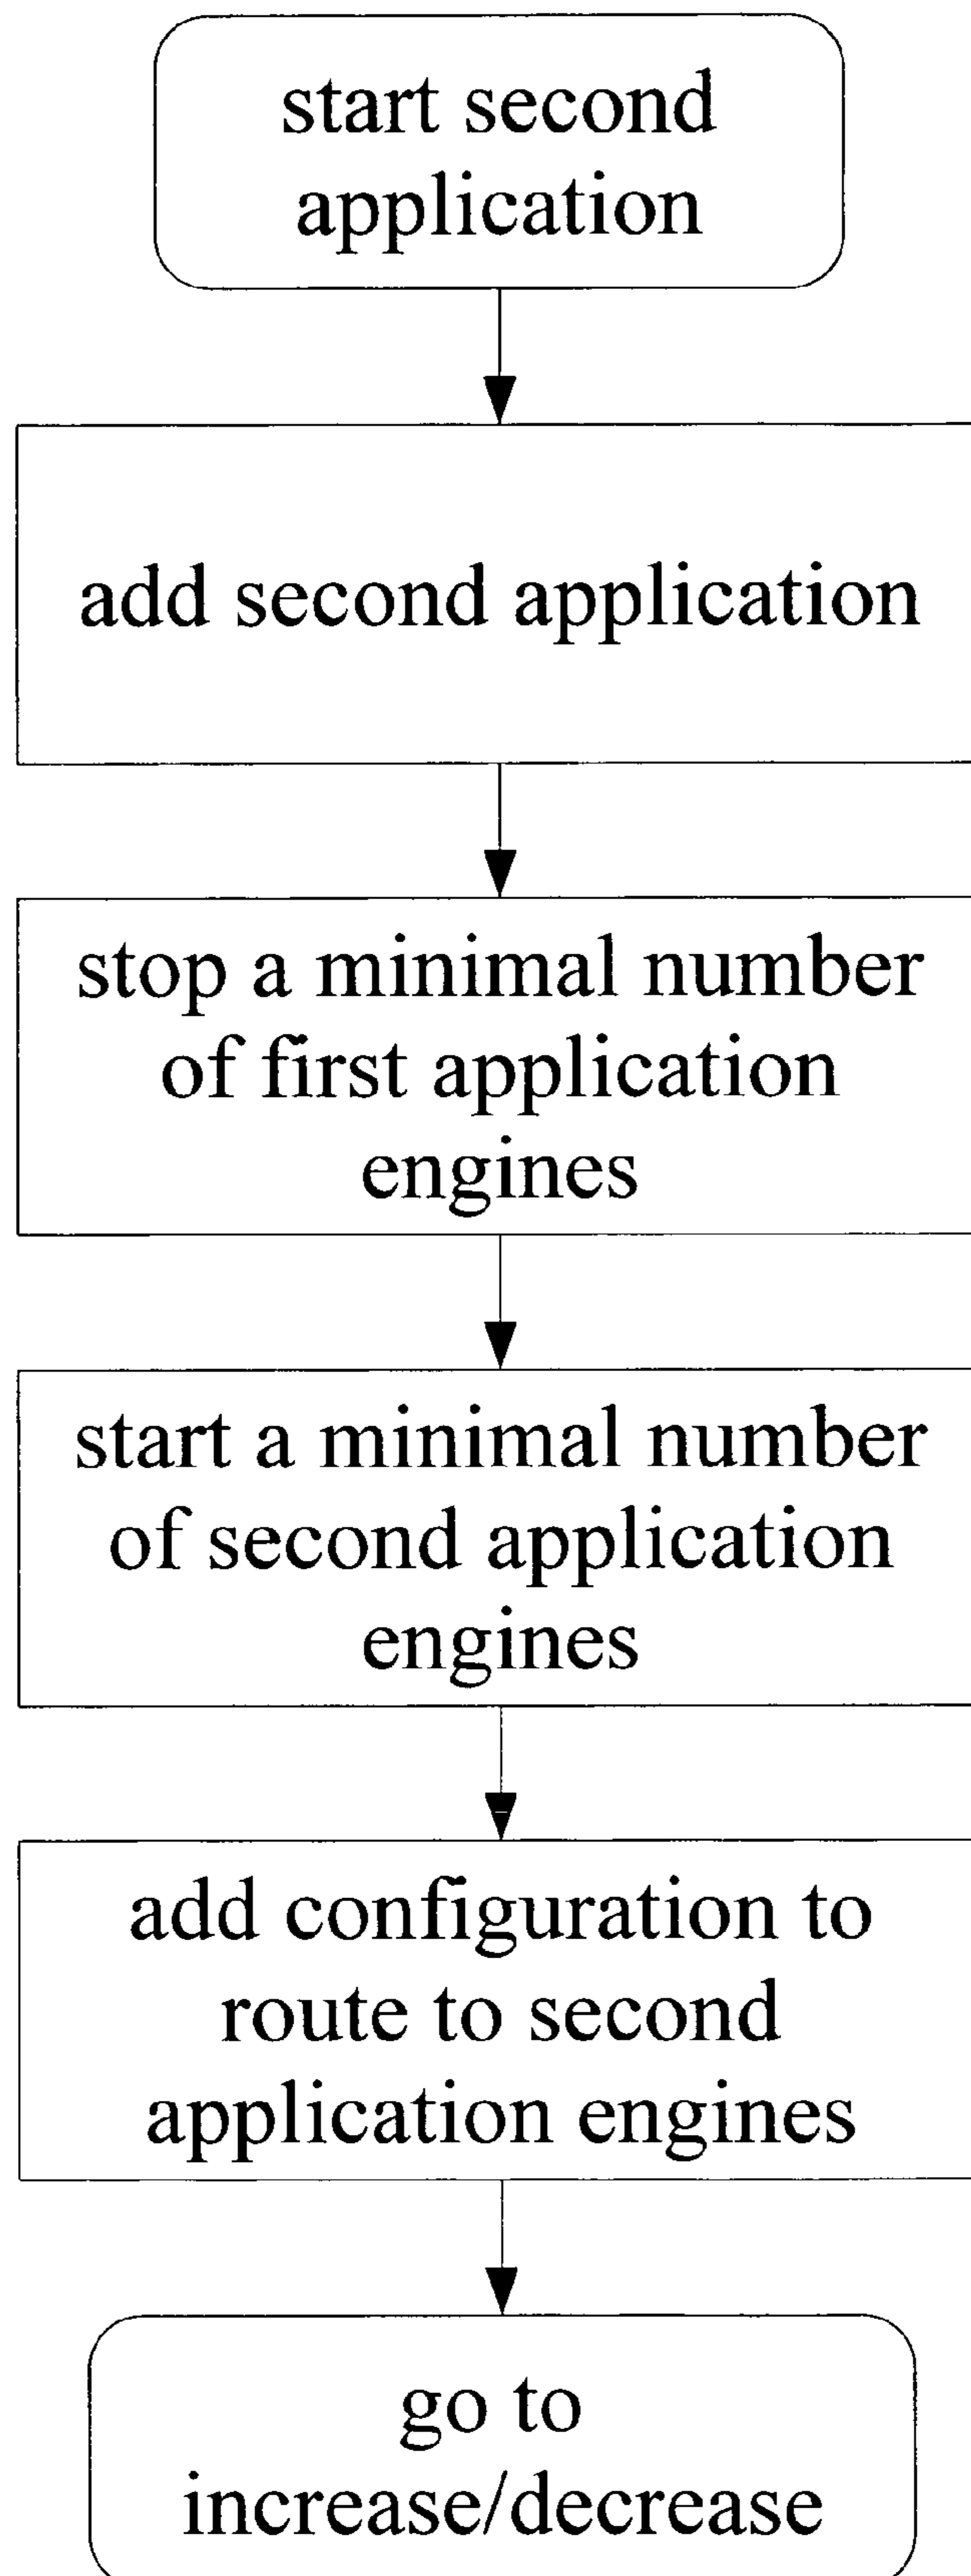 start second
application
add second application
stop a minimal number
of first application
engines
start a minimal number
of second application
engines
add configuration to
route to second
application engines
go to
increase/decrease